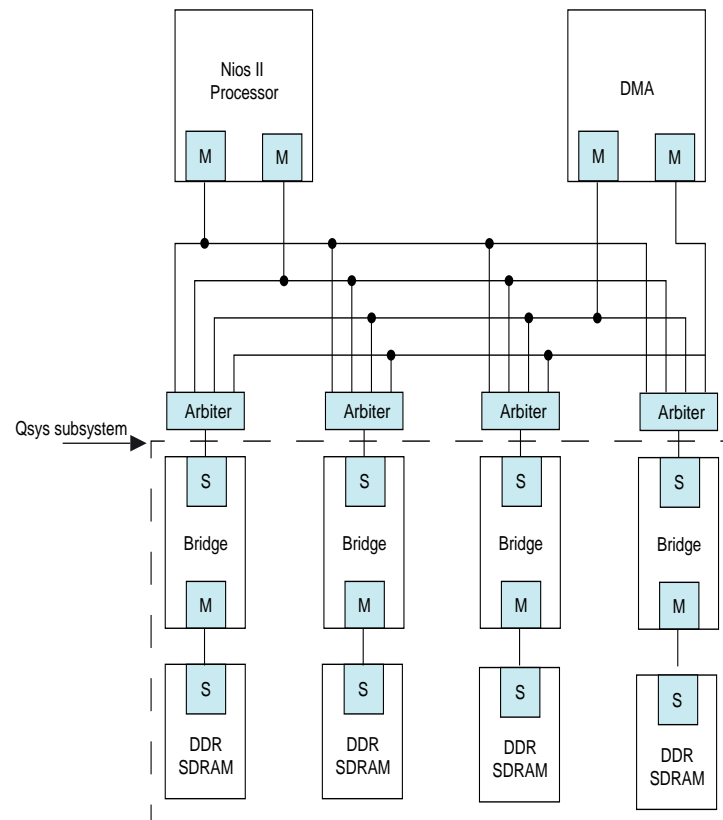 Nios II
Processor
DMA
M
M
M
M
Arbiter
Arbiter
Arbiter
Arbiter
Qsys subsystem
S
S
S
S
Bridge
Bridge
Bridge
Bridge
M
M
M
M
S
S
S
S
DDR
SDRAM
DDR
SDRAM
DDR
SDRAM
DDR
SDRAM